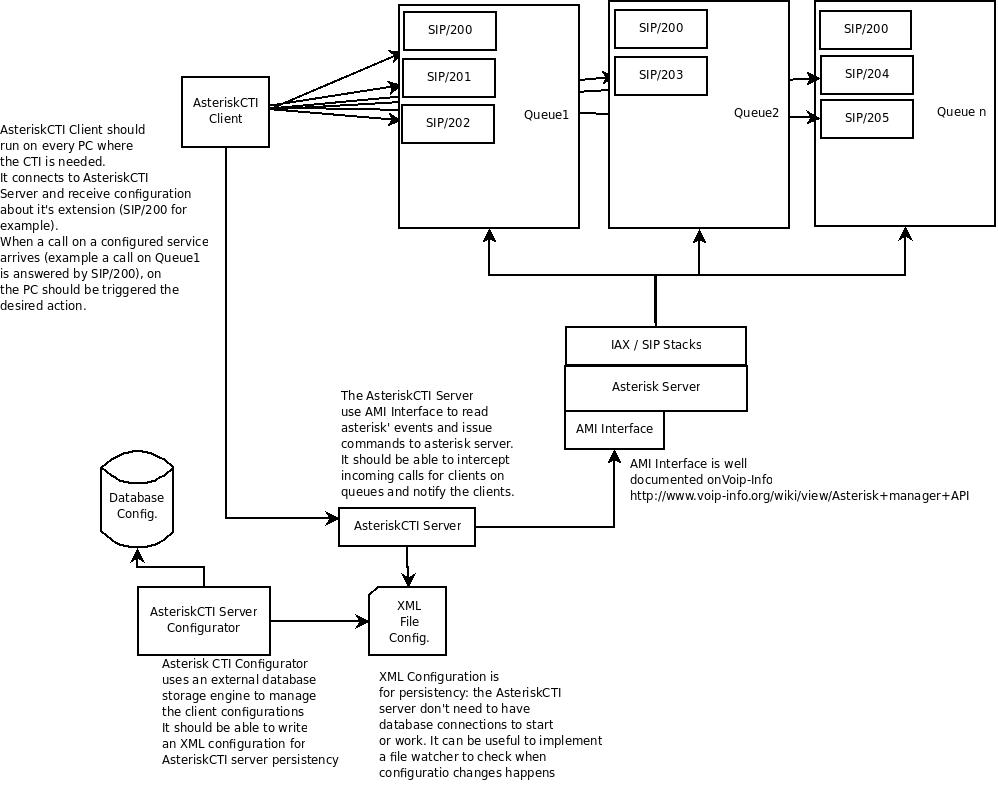 SIP/200
SIP/201
SIP/202
Queue1
SIP/200
SIP/203
Queue2
SIP/200
SIP/204
SIP/205
Queue n
AsteriskCTI
Client
AsteriskCTI Client should
run on every PC where
the CTI is needed.
It connects to AsteriskCTI
Server and receive configuration
about it's extension (SIP/200 for
example).
When a call on a configured service
arrives (example a call on Queue1
is answered by SIP/200), on
the PC should be triggered the
desired action.
IAX / SIP Stacks
Asterisk Server
AMI Interface
AMI Interface is well
documented onVoip-Info
http://www.voip-info.org/wiki/view/Asterisk+manager+API
The AsteriskCTI Server
use AMI Interface to read
asterisk' events and issue
commands to asterisk server.
It should be able to intercept
incoming calls for clients on
queues and notify the clients.
AsteriskCTI Server
Database
Config.
AsteriskCTI Server
Configurator
XML
File
Config.
Asterisk CTI Configurator
uses an external database
storage engine to manage
the client configurations
It should be able to write
an XML configuration for
AsteriskCTI server persistency
XML Configuration is
for persistency: the AsteriskCTI
server don't need to have
database connections to start
or work. It can be useful to implement
a file watcher to check when
configuratio changes happens